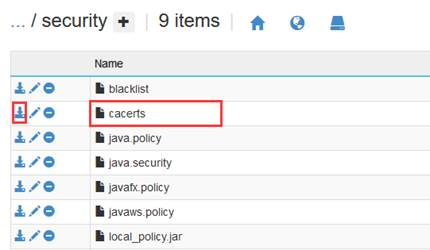 ... / security + | 9 items |
Name
blacklist
cacerts
java.policy
java.security
javafx.policy
javaws.policy
local_policy.jar